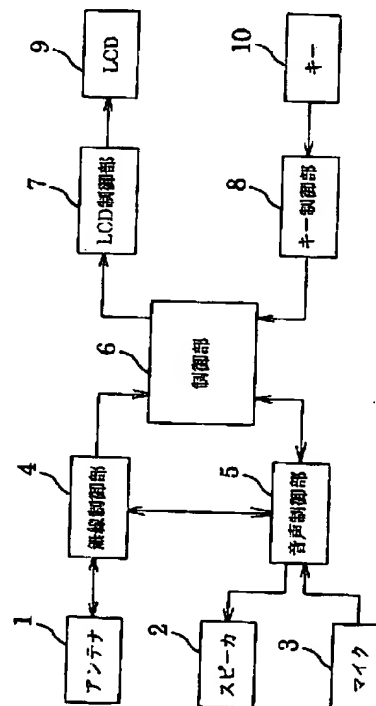 1
アンテナ
4
無線制御部
6
制御部
7
LCD制御部
9
LCD
2
スピーカ
3
マイク
5
音声制御部
8
キー制御部
10
キー